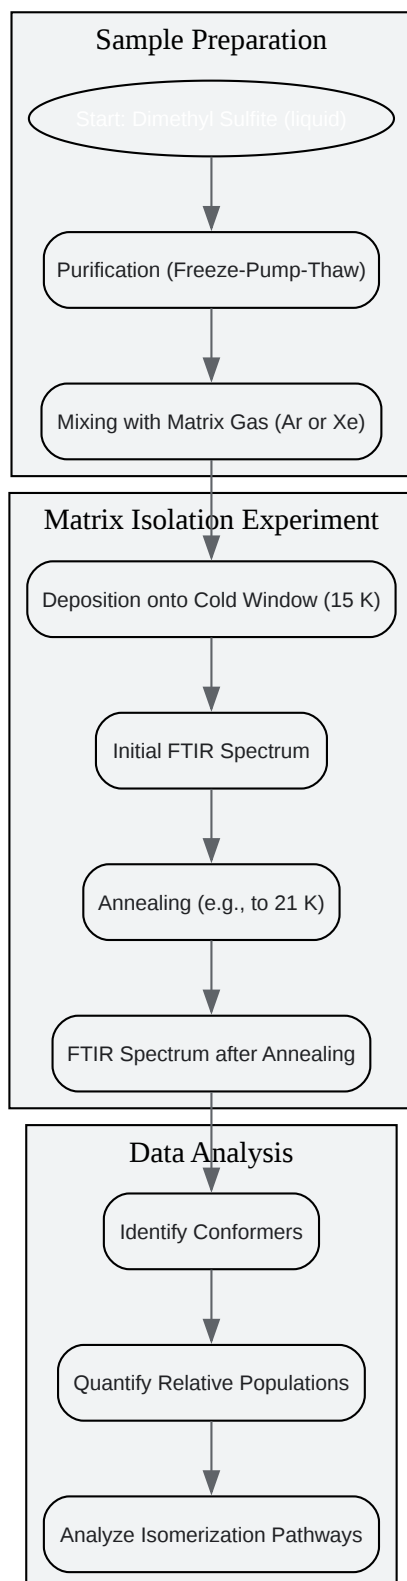 Sample Preparation
Start: Dimethyl Sulfite (liquid)
Purification (Freeze-Pump-Thaw)
Mixing with Matrix Gas (Ar or Xe)
Matrix Isolation Experiment
Deposition onto Cold Window (15 K)
Initial FTIR Spectrum
Annealing (e.g., to 21 K)
FTIR Spectrum after Annealing
Data Analysis
Identify Conformers
Quantify Relative Populations
Analyze Isomerization Pathways